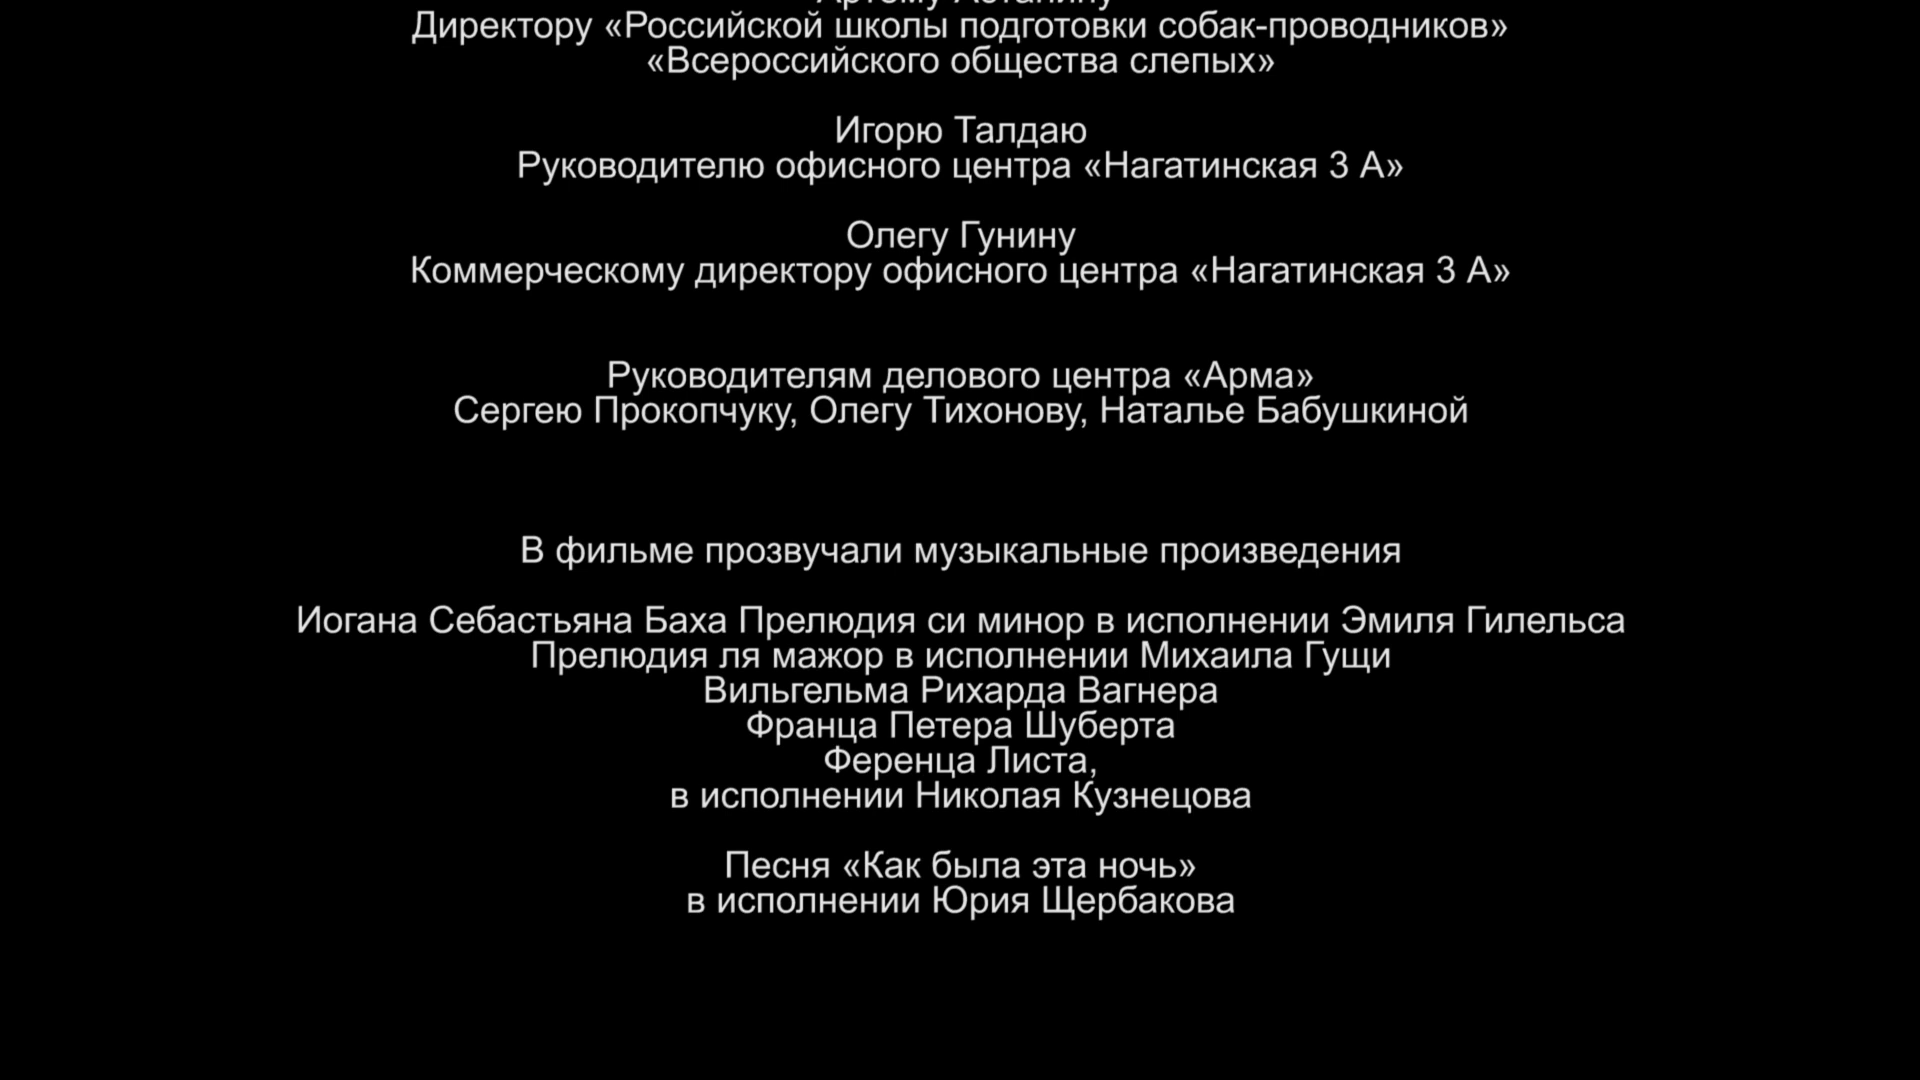 Директору «Российской школы подготовки собак-проводников»
«Всероссийского общества слепых»
Игорю Талдаю
Руководителю офисного центра «Нагатинская 3 А»
Олегу Гунину
Коммерческому директору офисного центра «Нагатинская 3 А»
Руководителям делового центра «Арма»
Сергею Прокопчуку, Олегу Тихонову, Наталье Бабушкиной
В фильме прозвучали музыкальные произведения
Иогана Себастьяна Баха Прелюдия си минор в исполнении Эмиля Гилельса
Прелюдия ля мажор в исполнении Михаила Гущи
Вильгельма Рихарда Вагнера
Франца Петера Шуберта
Ференца Листа,
в исполнении Николая Кузнецова
Песня «Как была эта ночь»
в исполнении Юрия Щербакова